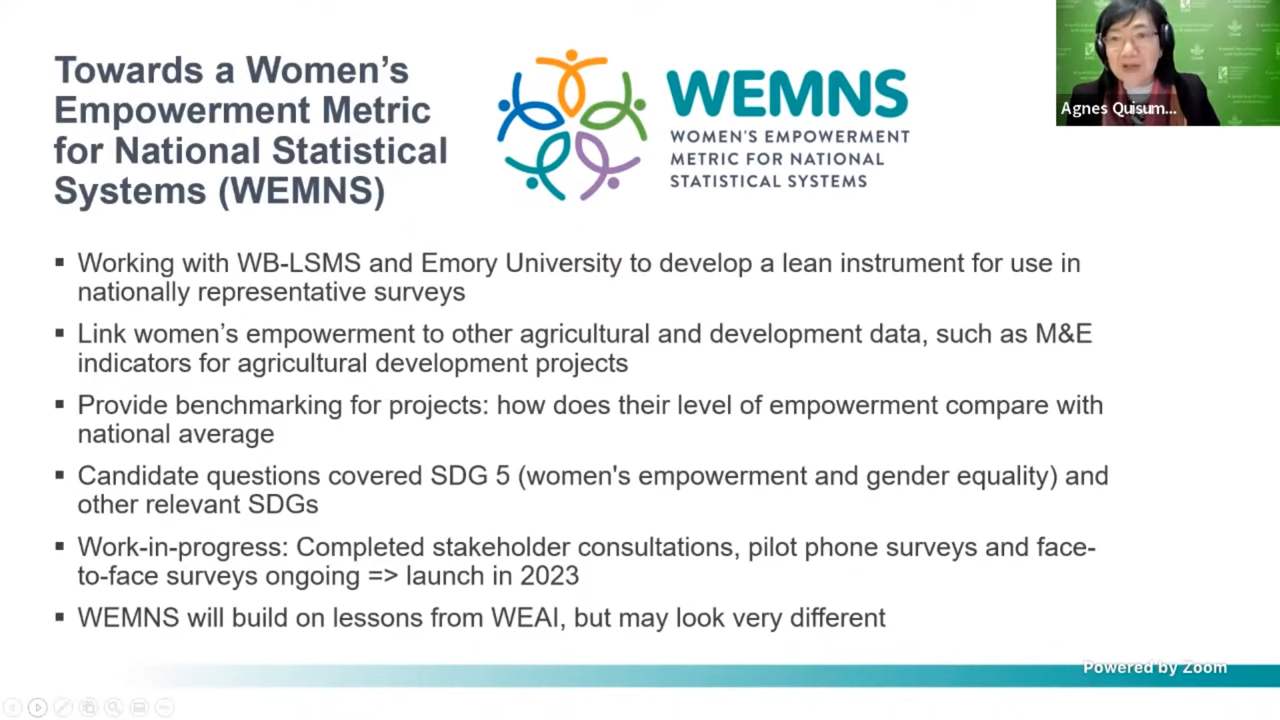 Towards a Women’s
Empowerment Metric
for National Statistical
Systems (WEMNS)
WEMNS
WOMEN'S EMPOWERMENT
METRIC FOR NATIONAL
STATISTICAL SYSTEMS
Agnes Quisum...
▪ Working with WB-LSMS and Emory University to develop a lean instrument for use in
nationally representative surveys
▪ Link women’s empowerment to other agricultural and development data, such as M&E
indicators for agricultural development projects
▪ Provide benchmarking for projects: how does their level of empowerment compare with
national average
▪ Candidate questions covered SDG 5 (women's empowerment and gender equality) and
other relevant SDGs
▪ Work-in-progress: Completed stakeholder consultations, pilot phone surveys and face-
to-face surveys ongoing => launch in 2023
▪ WEMNS will build on lessons from WEAI, but may look very different
Powered by Zoom